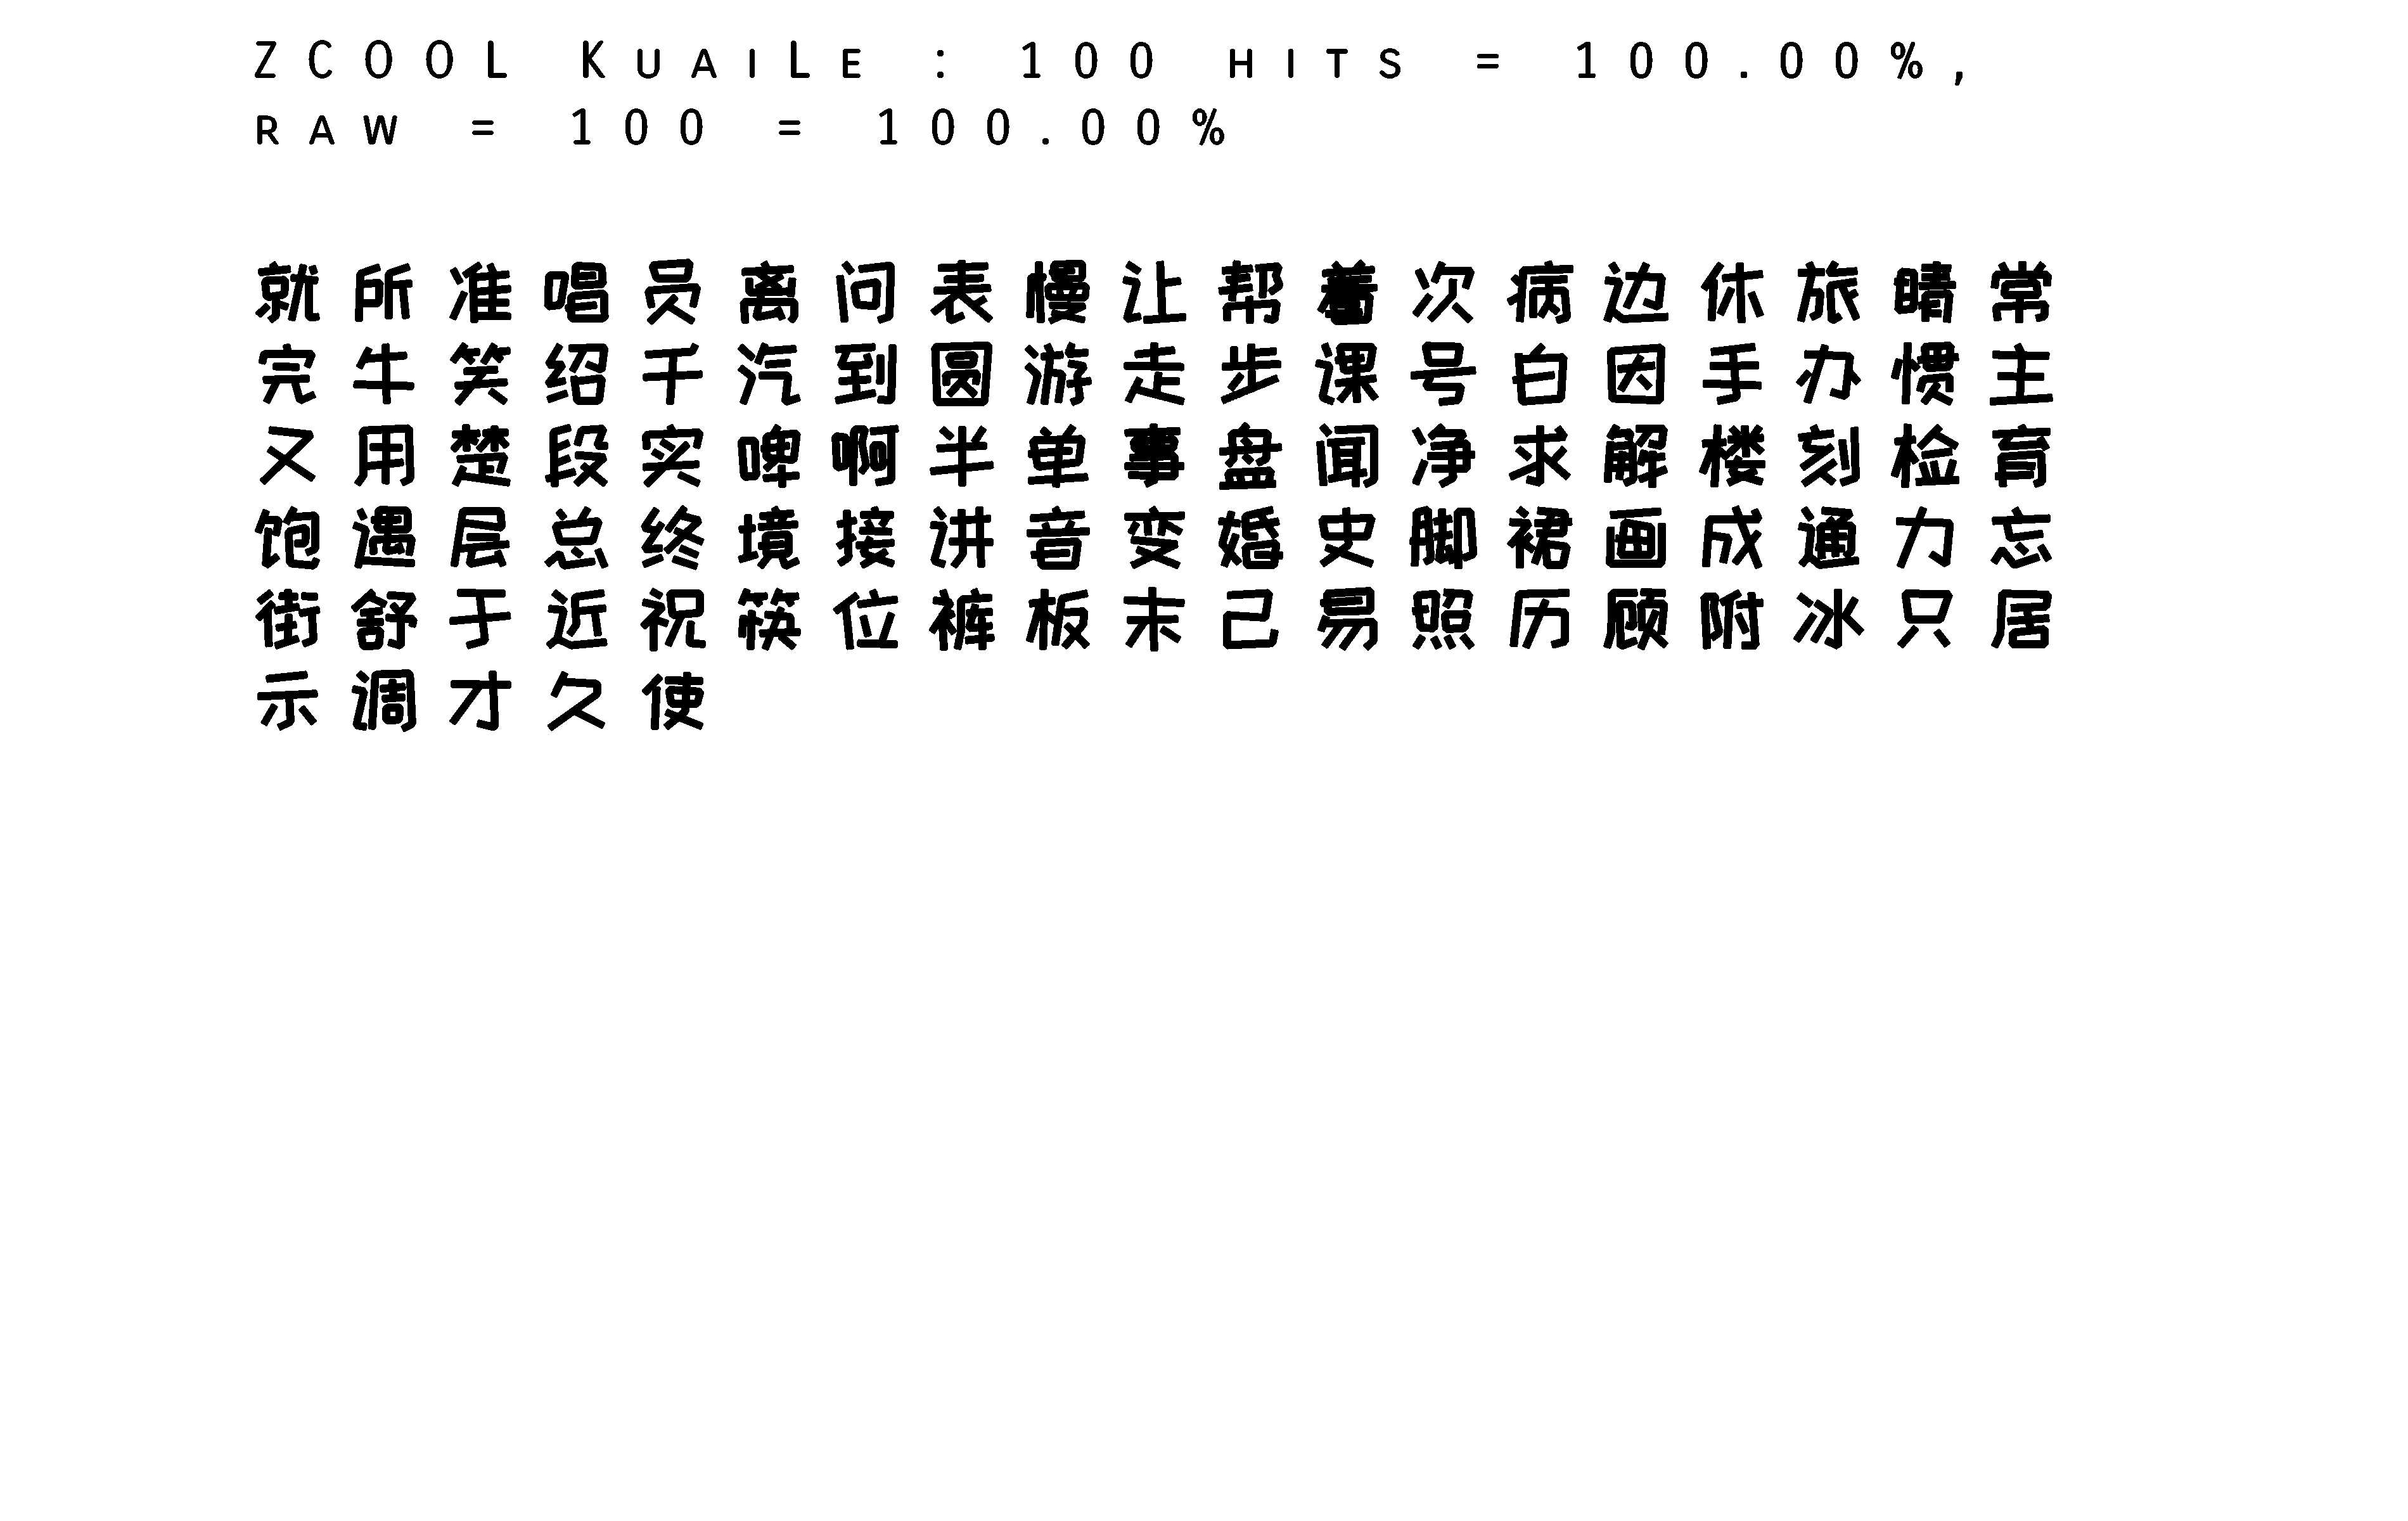 ZCOOL KuaiLe : 100 hits = 100.00%,
raw = 100 = 100.00%
就所准唱员离问表慢让帮着次病边休旅晴常
完牛笑绍千汽到圆游走步课号白因手办惯主
又用楚段实啤啊半单事盘闻净求解楼刻检育
饱遇层总终境接讲音变婚史脚裙画成通力忘
街舒于近祝筷位裤板末己易照历顾附冰只居
示调才久使